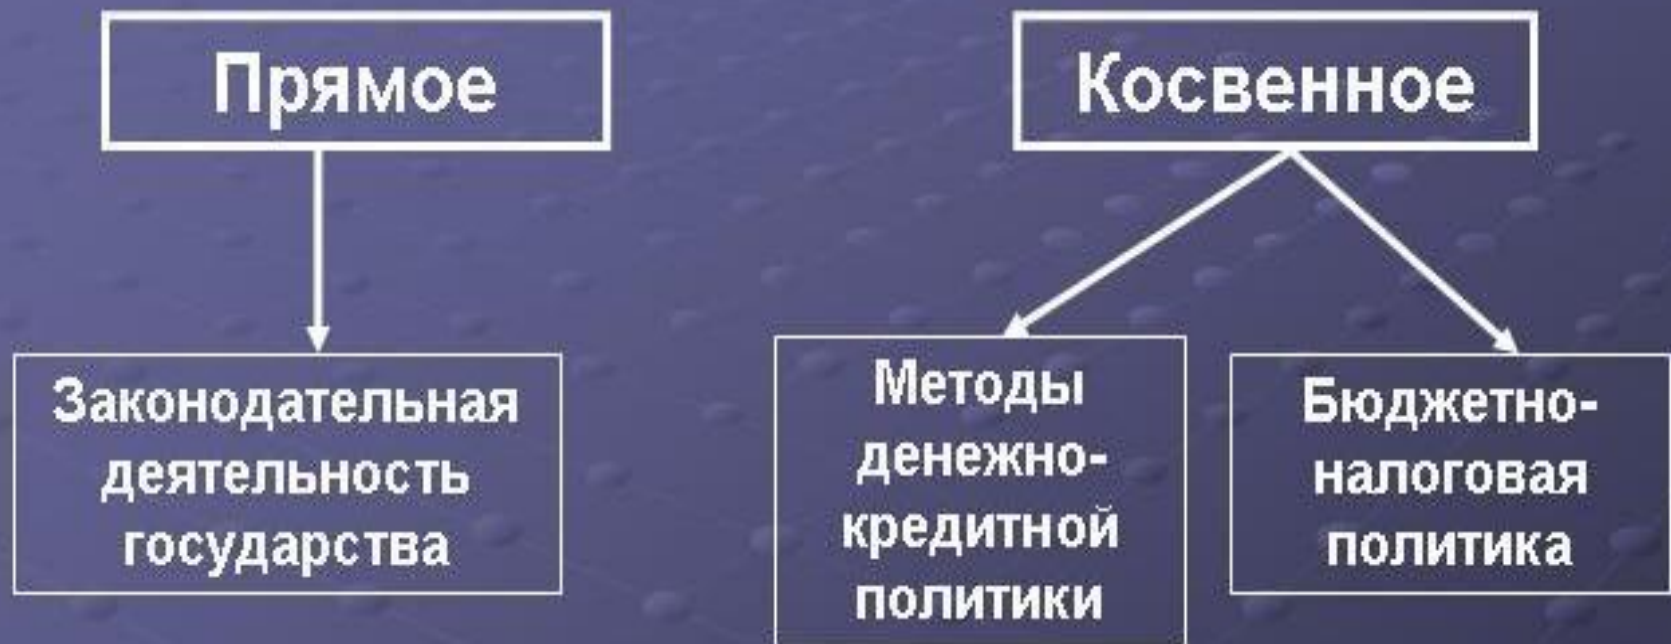 Прямое
Косвенное
Законодательная
деятельность
государства
Методы
денежно-
кредитной
политики
Бюджетно-
налоговая
политика